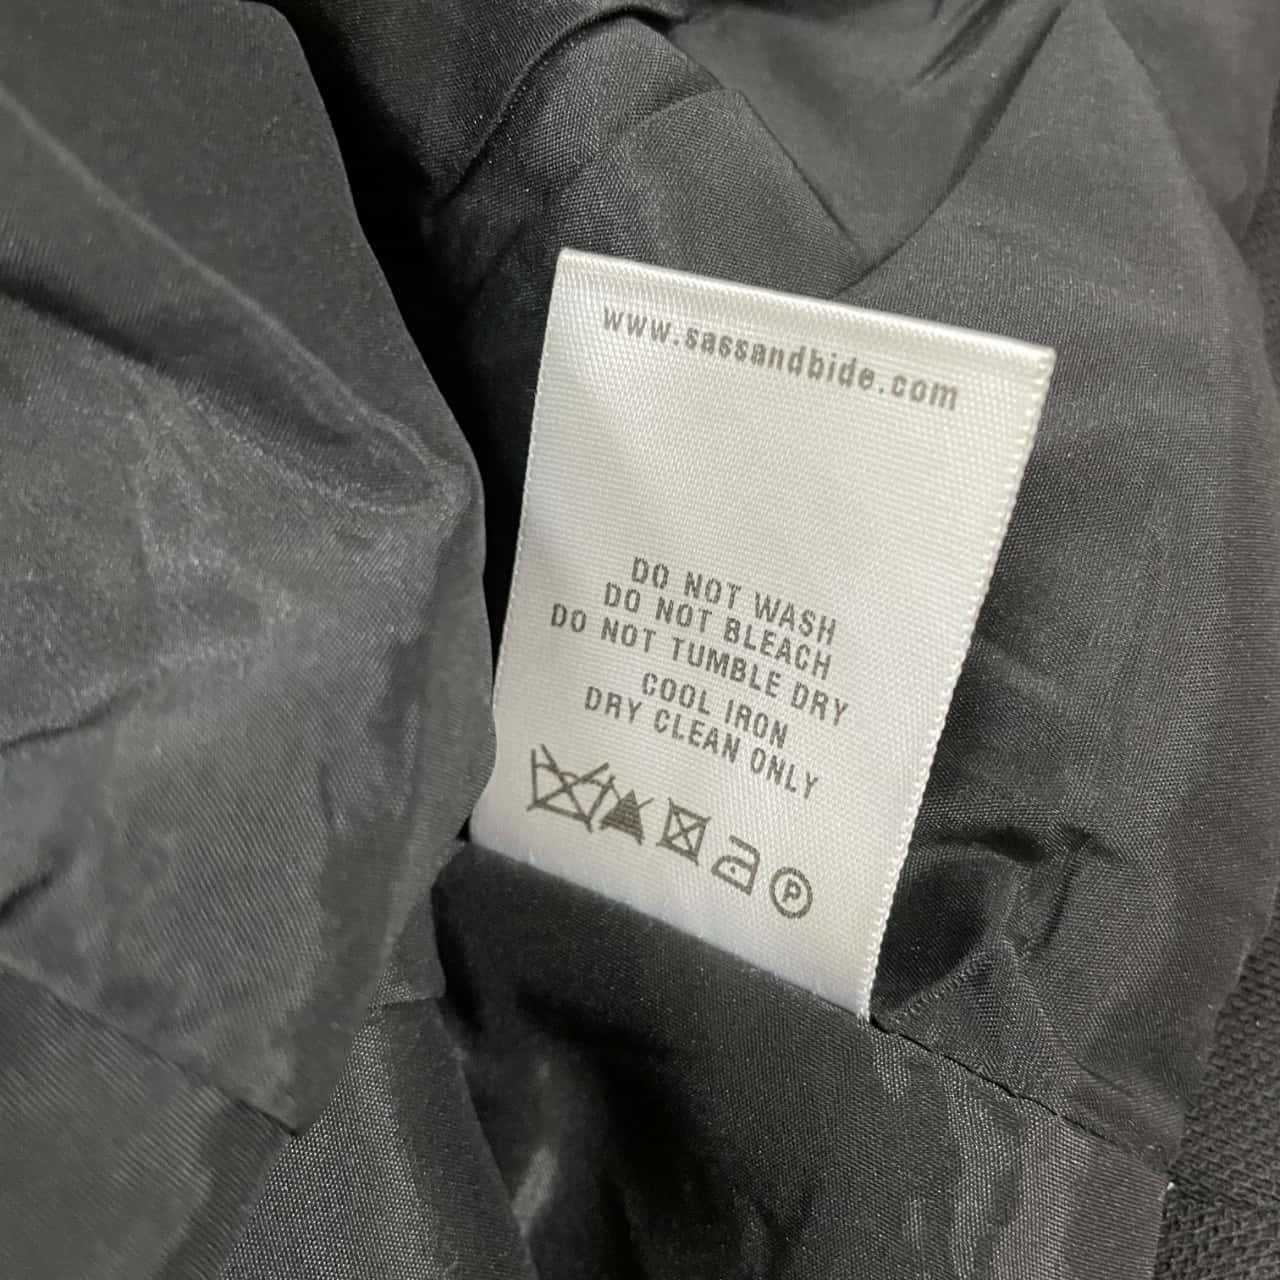 www.sassandbide.com
DO NOT WASH
DO NOT BLEACH
DO NOT TUMBLE DRY
COOL IRON
DRY CLEAN ONLY
P